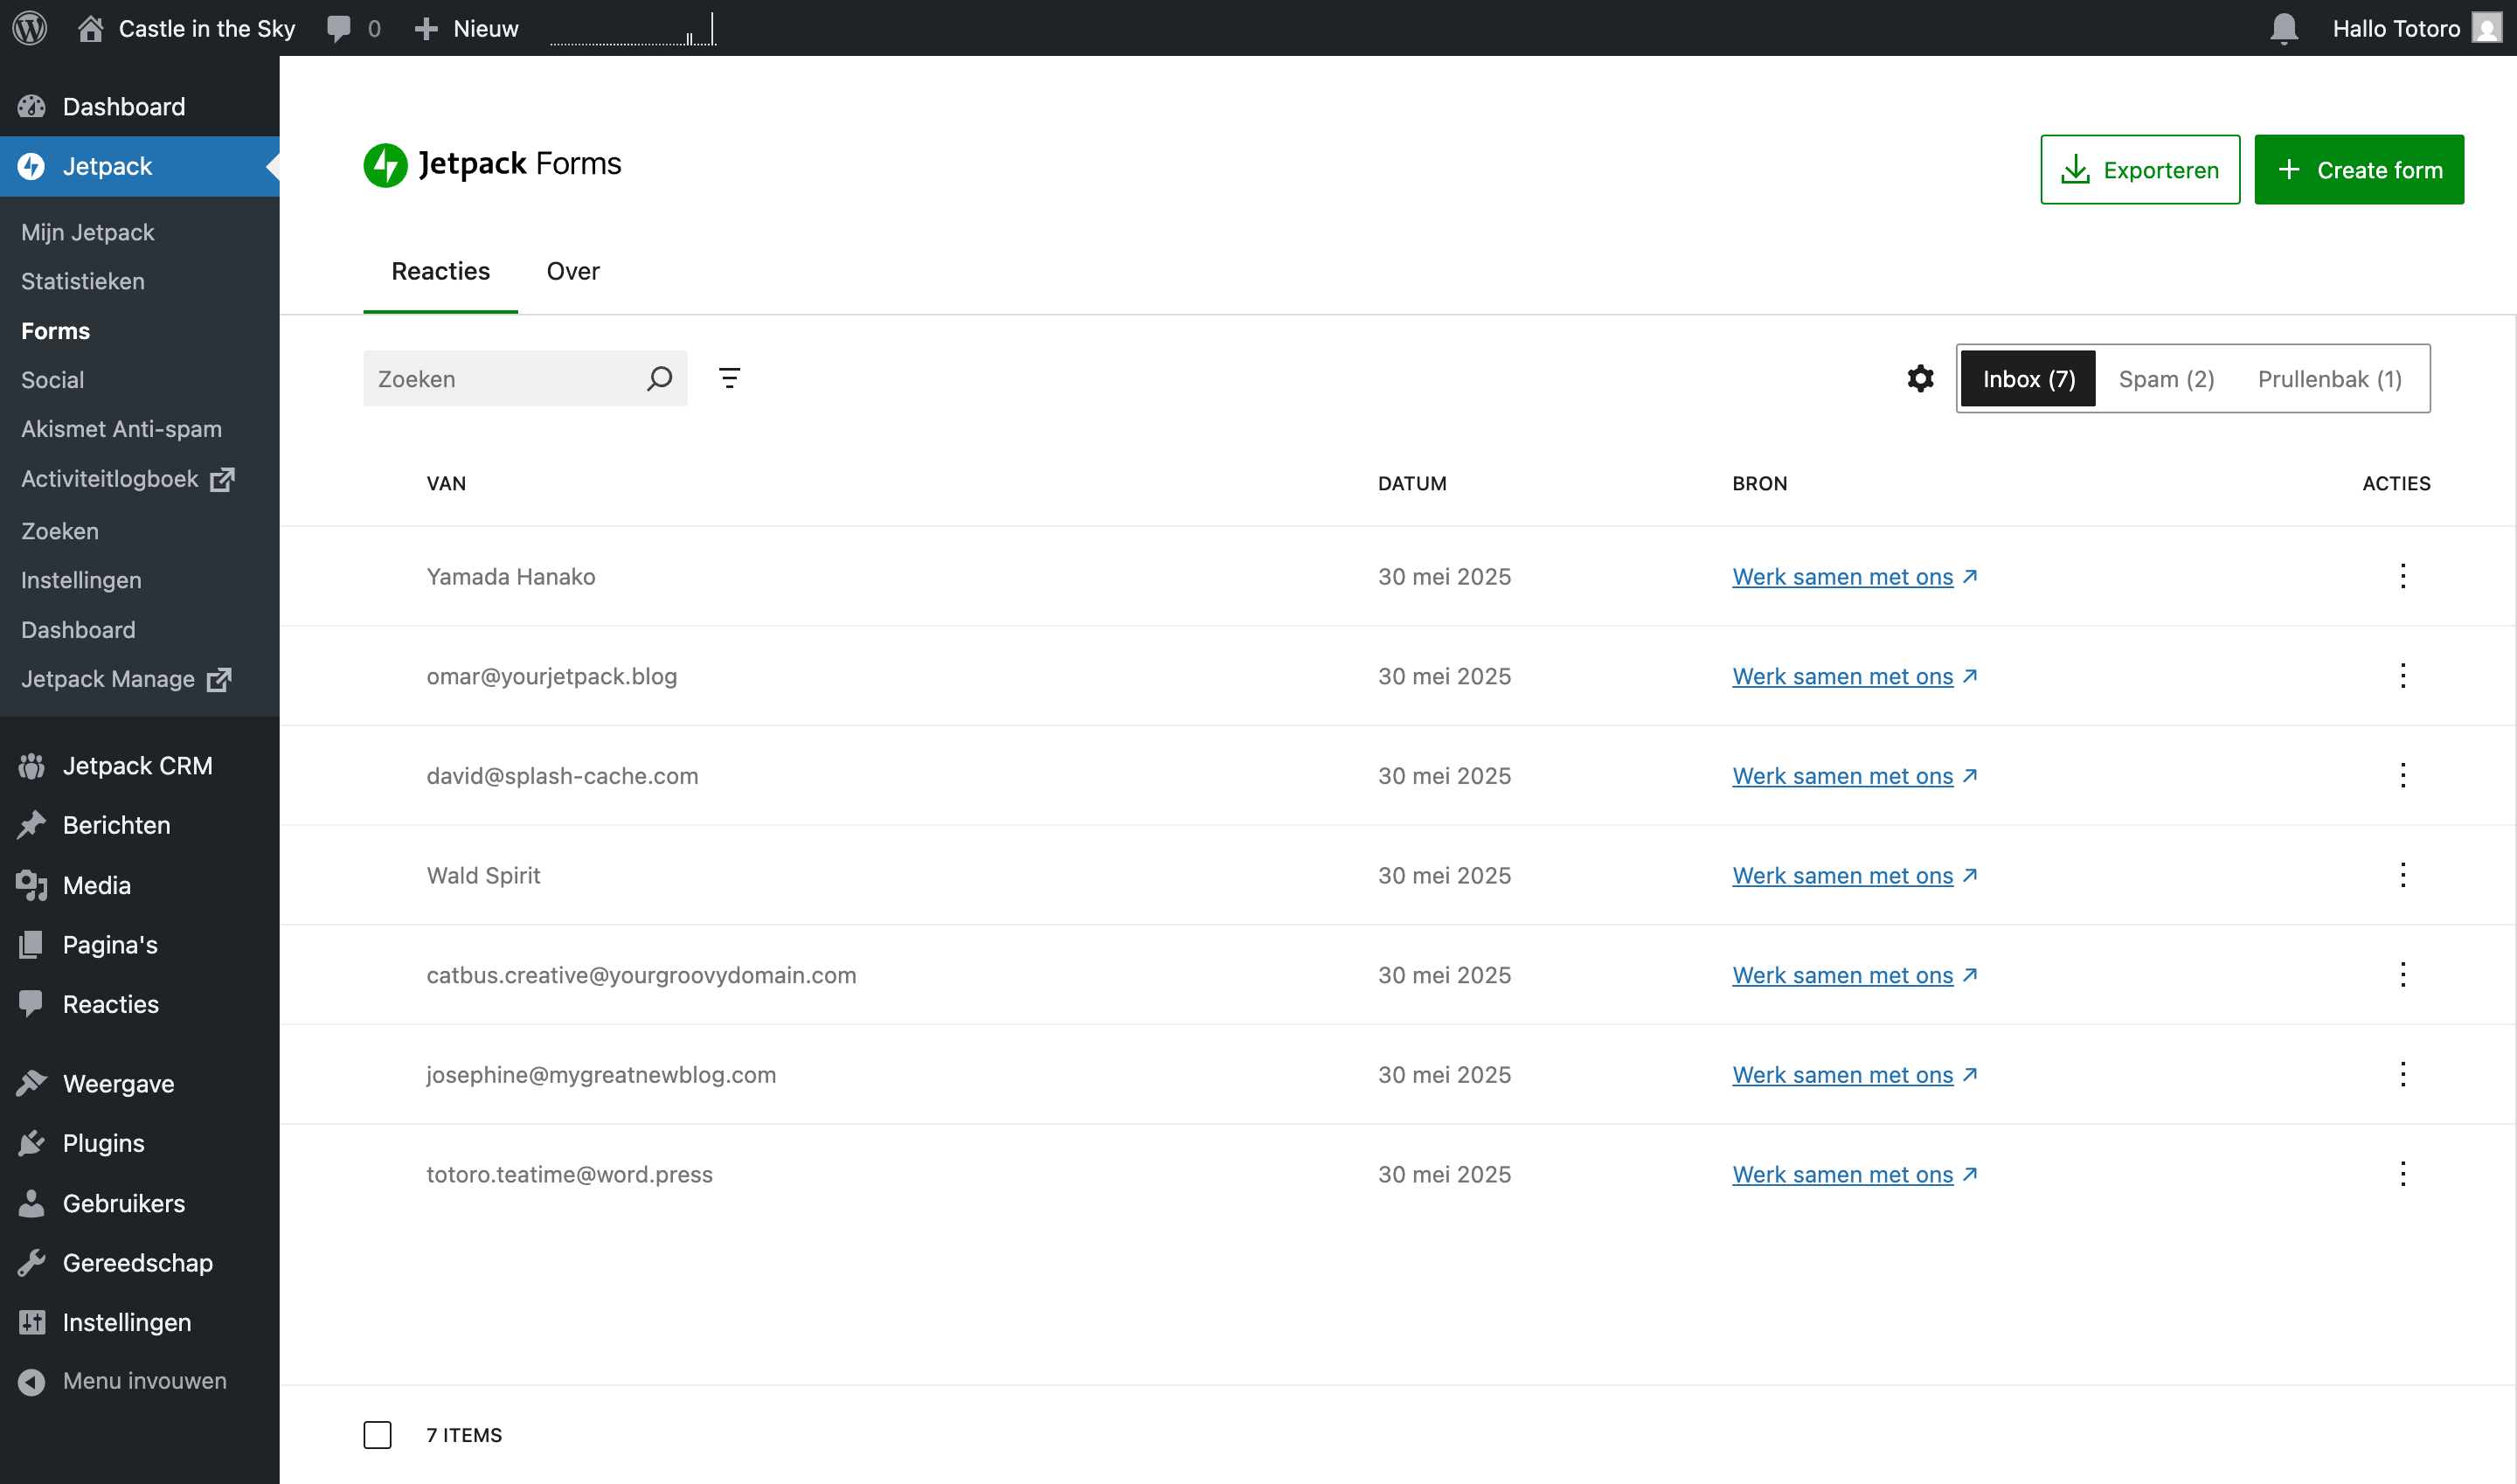 Castle in the Sky 0 Nieuw Hallo Totoro
Dashboard
Jetpack
Mijn Jetpack
Statistieken
Forms
Social
Akismet Anti-spam
Activiteitlogboek
Zoeken
Instellingen
Dashboard
Jetpack Manage
Jetpack CRM
Berichten
Media
Pagina's
Reacties
Weergave
Plugins
Gebruikers
Gereedschap
Instellingen
Menu invouwen
Jetpack Forms
Exporteren
Create form
Reacties Over
Zoeken
Inbox (7) Spam (2) Prullenbak (1)
VAN DATUM BRON ACTIES
Yamada Hanako 30 mei 2025 Werk samen met ons
omar@yourjetpack.blog 30 mei 2025 Werk samen met ons
david@splash-cache.com 30 mei 2025 Werk samen met ons
Wald Spirit 30 mei 2025 Werk samen met ons
catbus.creative@yourgroovydomain.com 30 mei 2025 Werk samen met ons
josephine@mygreatnewblog.com 30 mei 2025 Werk samen met ons
totoro.teatime@word.press 30 mei 2025 Werk samen met ons
7 ITEMS